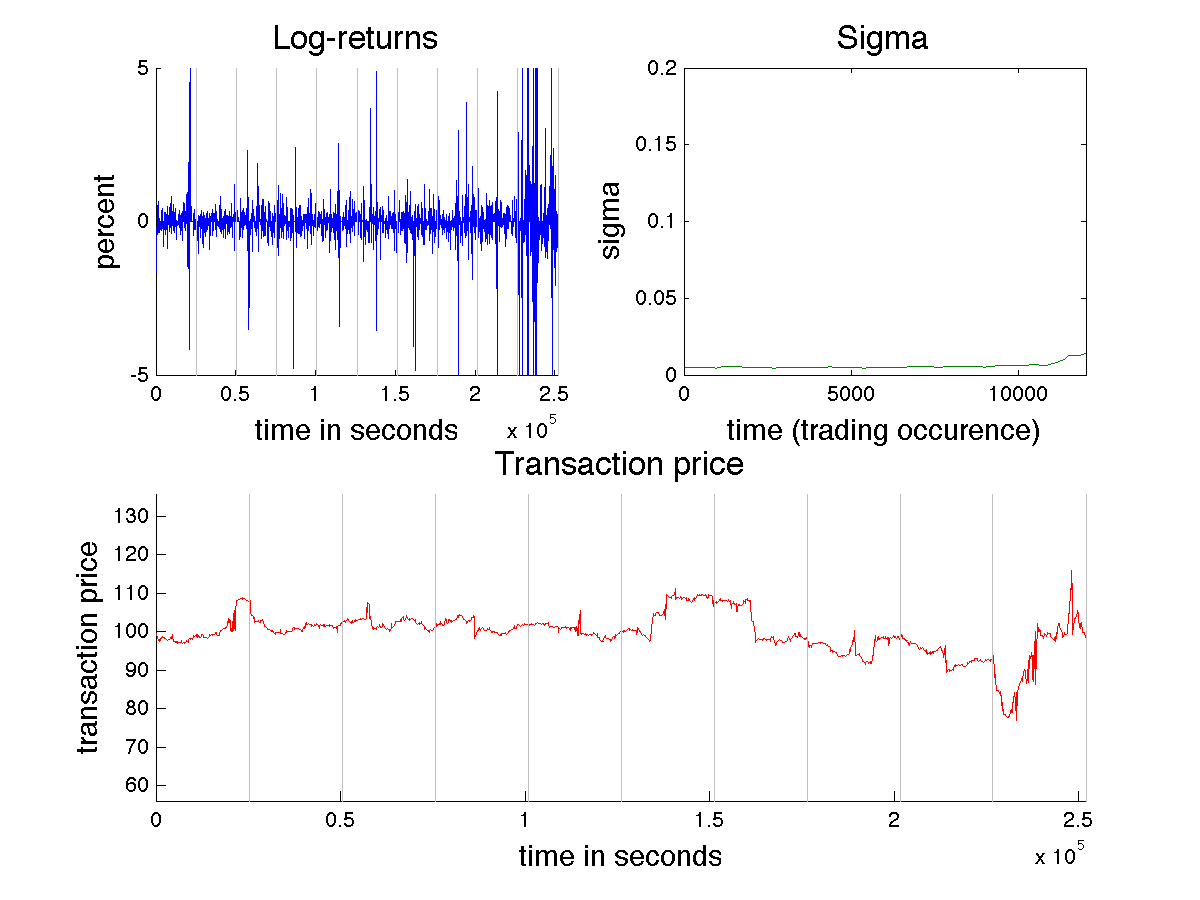 Log-returns
5
0
-5
percent
0 0.5 1 1.5 2 2.5
time in seconds x 10^5
Sigma
0.2
0.15
0.1
0.05
0
sigma
0 5000 10000
time (trading occurence)
Transaction price
130
120
110
100
90
80
70
60
transaction price
0 0.5 1 1.5 2 2.5
time in seconds x 10^5